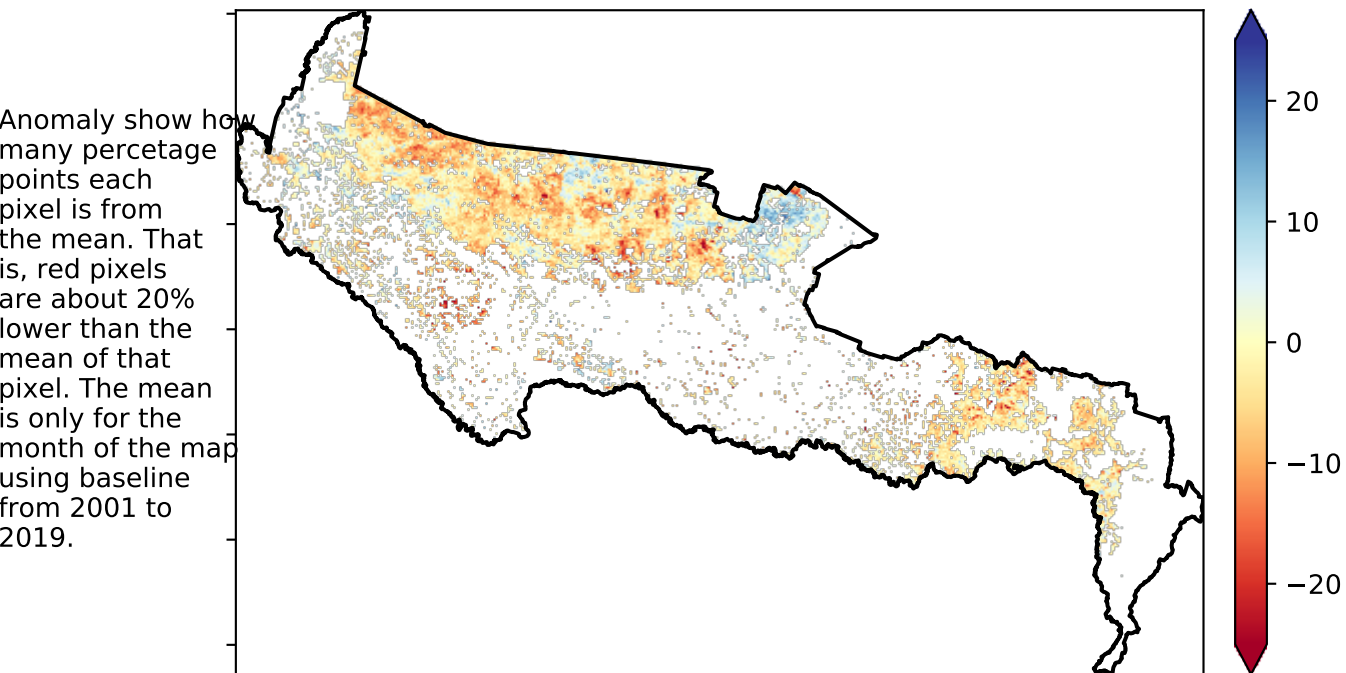 Anomaly show how
many percetage
points each
pixel is from
the mean. That
is, red pixels
are about 20%
lower than the
mean of that
pixel. The mean
is only for the
month of the map
using baseline
from 2001 to
2019.
20
10
0
−10
−20